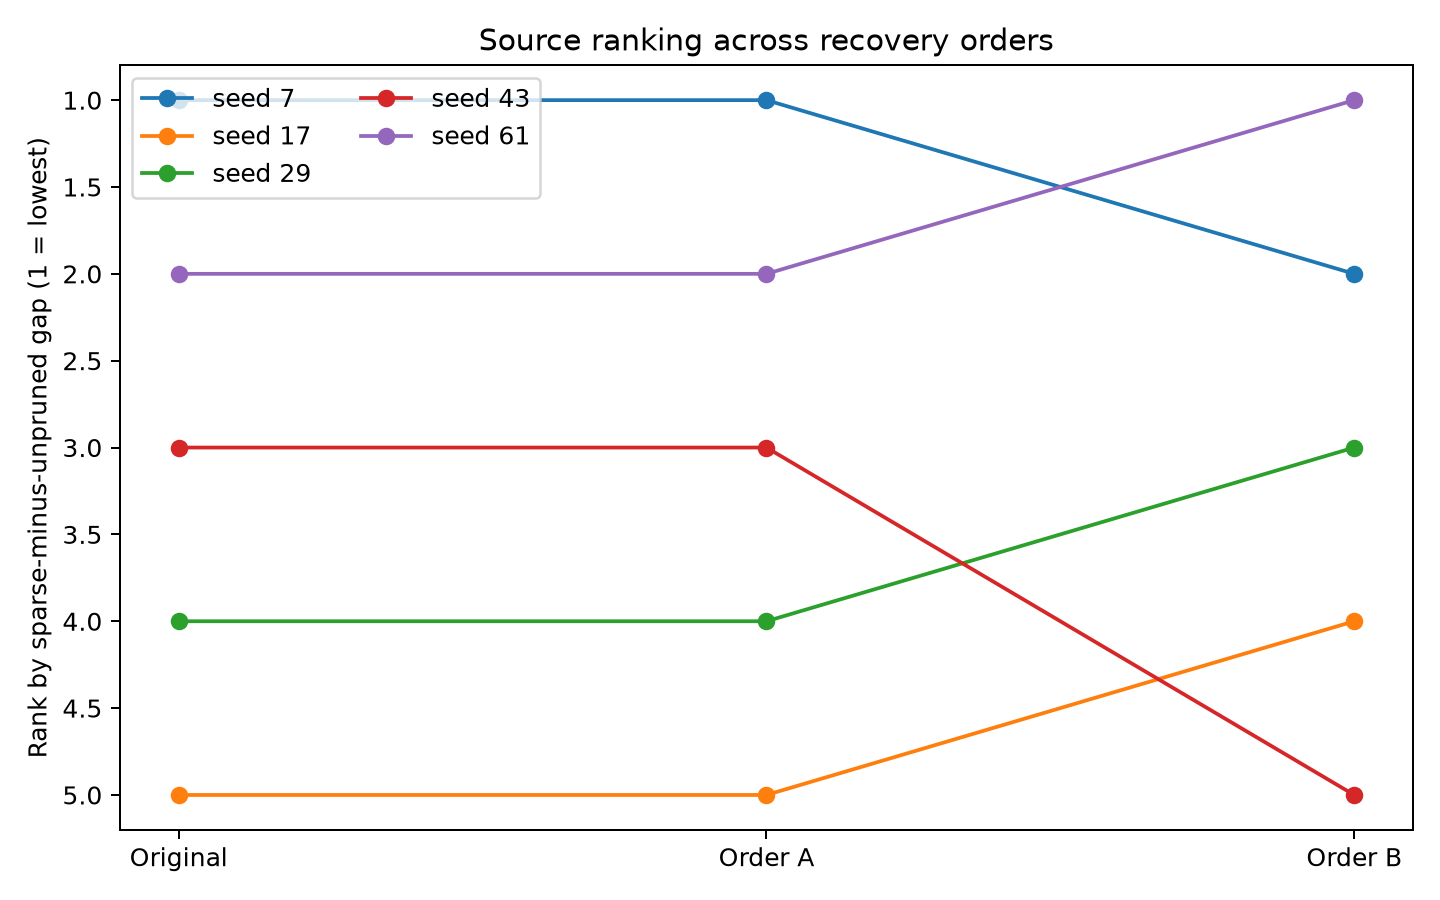 Source ranking across recovery orders
Rank by sparse-minus-unpruned gap (1 = lowest)
1.0
1.5
2.0
2.5
3.0
3.5
4.0
4.5
5.0
seed 7
seed 17
seed 29
seed 43
seed 61
Original
Order A
Order B